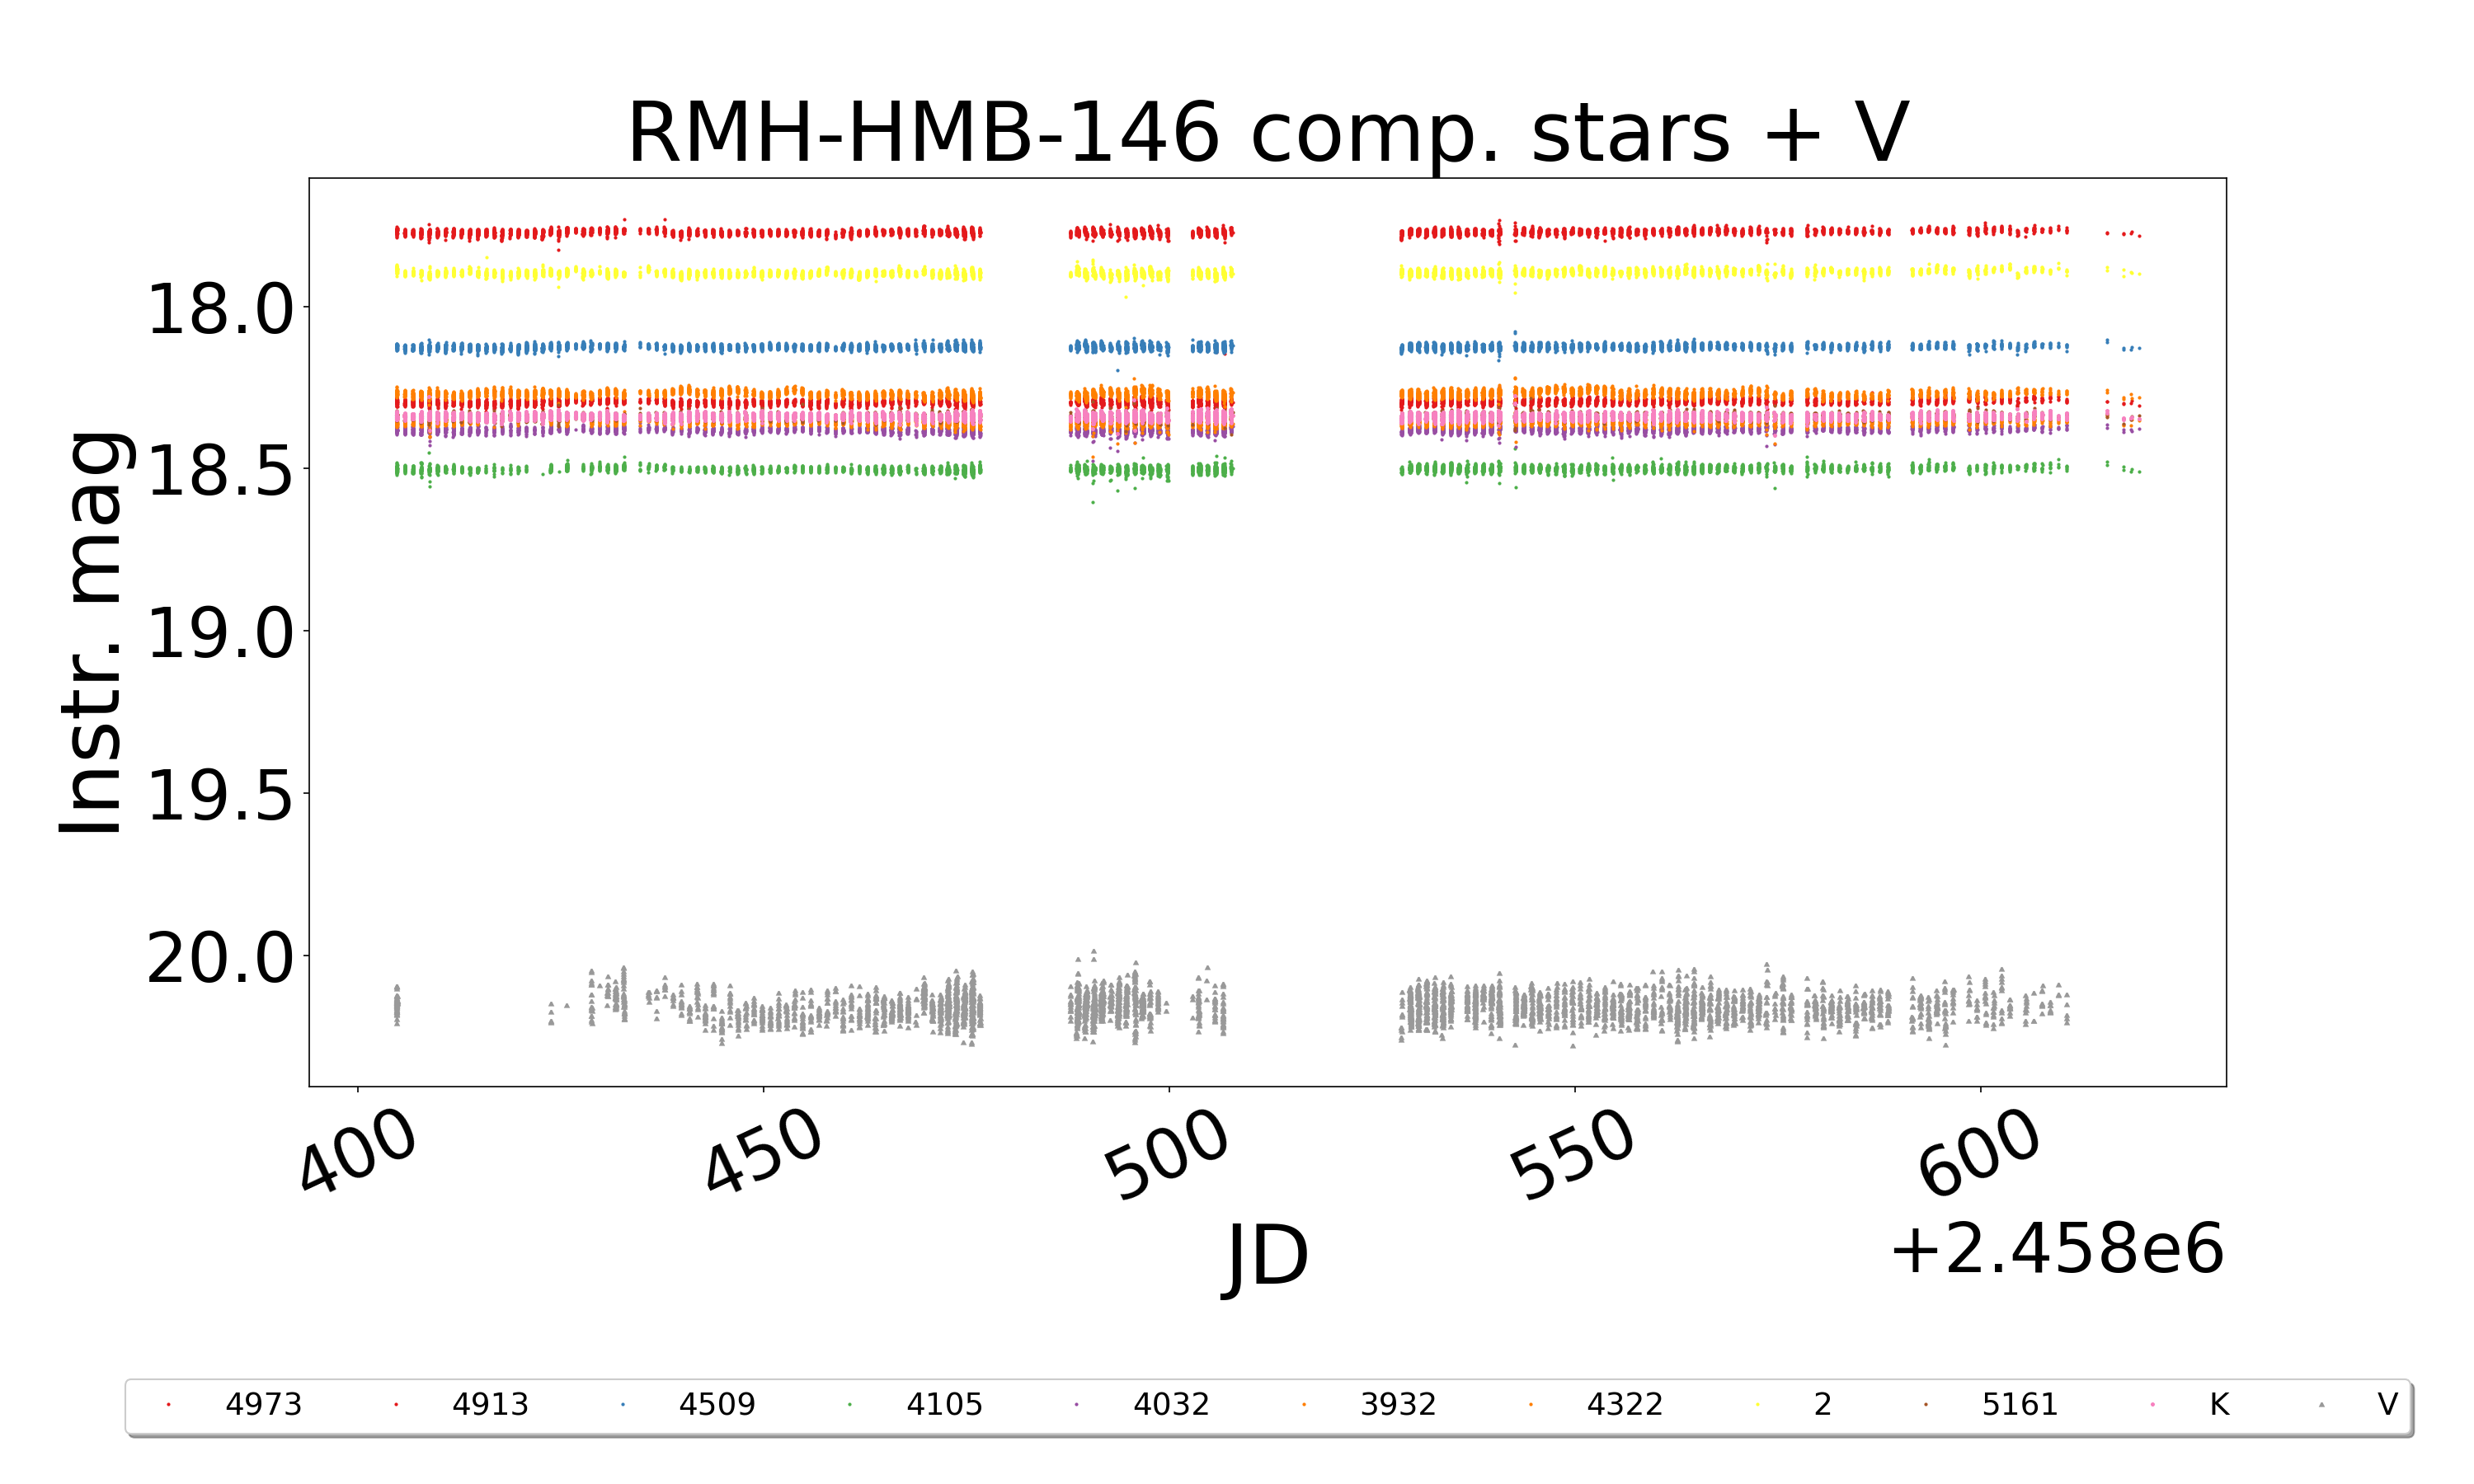 RMH-HMB-146 comp. stars + V
Instr. mag
18.0
18.5
19.0
19.5
20.0
400 450 500 550 600
JD
+2.458e6
4973 4913 4509 4105 4032 3932 4322 2 5161 K V